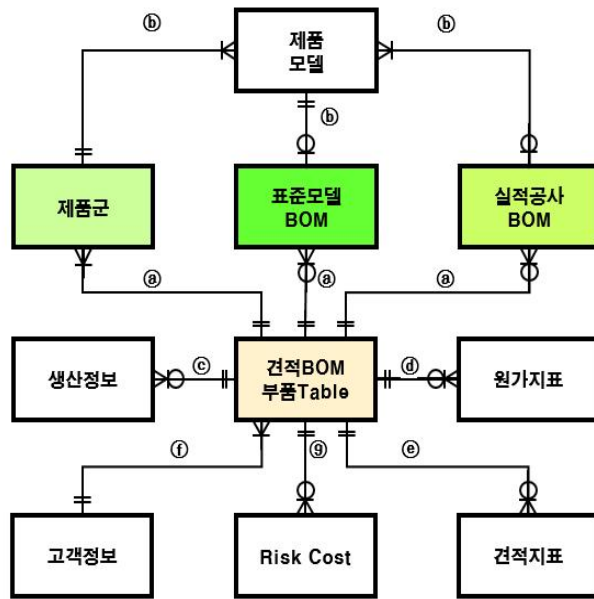 ⓑ
제품
모델
ⓑ
ⓑ
제품군
표준모델
BOM
실적공사
BOM
ⓐ
ⓐ
ⓐ
생산정보
ⓒ
견적BOM
부품Table
ⓓ
원가지표
ⓕ
ⓖ
ⓔ
고객정보
Risk Cost
견적지표